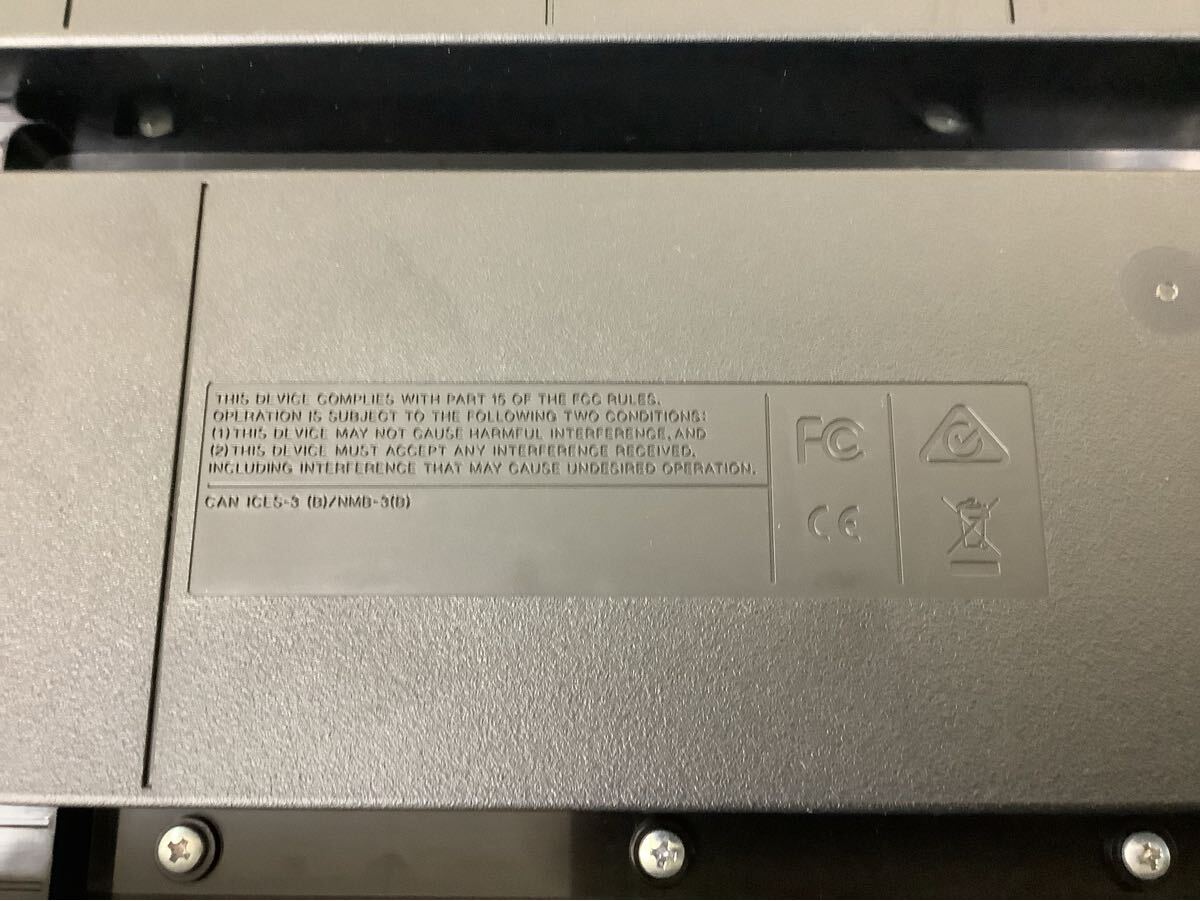 THIS DEVICE COMPLIES WITH PART 15 OF THE FCC RULES.
OPERATION IS SUBJECT TO THE FOLLOWING TWO CONDITIONS:
(1) THIS DEVICE MAY NOT CAUSE HARMFUL INTERFERENCE, AND
(2) THIS DEVICE MUST ACCEPT ANY INTERFERENCE RECEIVED,
INCLUDING INTERFERENCE THAT MAY CAUSE UNDESIRED OPERATION.
CAN ICES-3 (B)/NMB-3(B)
FC
CE